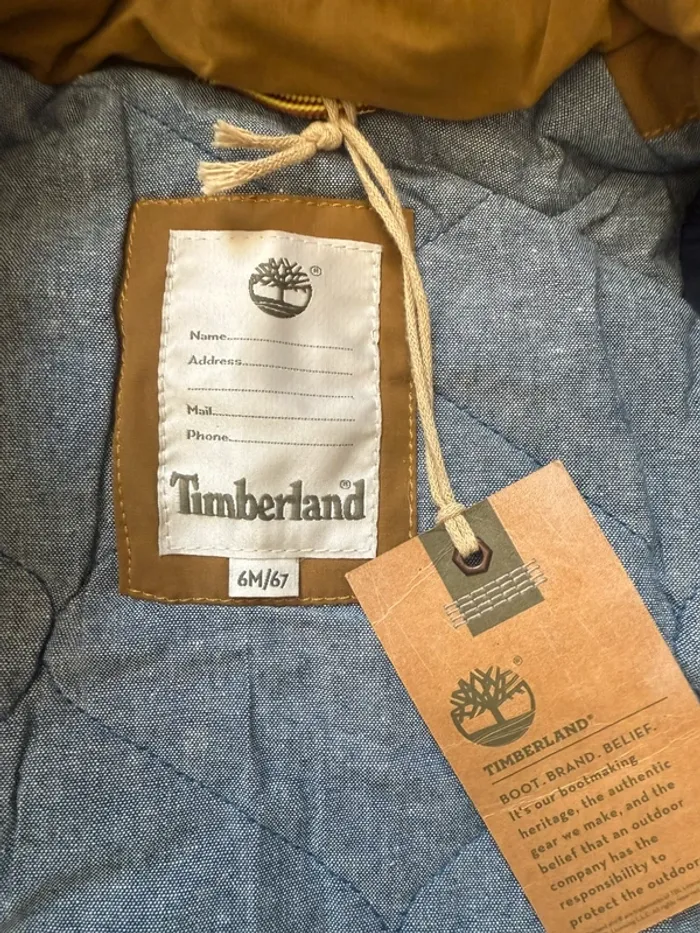 ®
Name
Address
Mail
Phone
Timberland®
6M/67
®
TIMBERLAND®
BOOT. BRAND. BELIEF.
It's our bootmaking
heritage, the authentic
gear we make, and the
belief that an outdoor
company has the
responsibility to
protect the outdoor